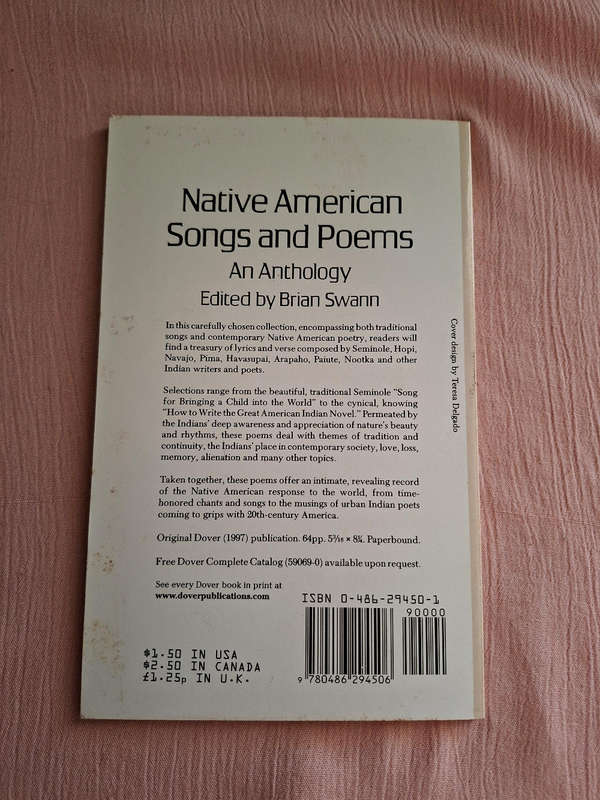 Native American
Songs and Poems
An Anthology
Edited by Brian Swann
In this carefully chosen collection, encompassing both traditional
songs and contemporary Native American poetry, readers will
find a treasury of lyrics and verse composed by Seminole, Hopi,
Navajo, Pima, Havasupai, Arapaho, Paiute, Nootka and other
Indian writers and poets.
Selections range from the beautiful, traditional Seminole “Song
for Bringing a Child into the World” to the cynical, knowing
“How to Write the Great American Indian Novel.” Permeated by
the Indians’ deep awareness and appreciation of nature’s beauty
and rhythms, these poems deal with themes of tradition and
continuity, the Indians’ place in contemporary society, love, loss,
memory, alienation and many other topics.
Taken together, these poems offer an intimate, revealing record
of the Native American response to the world, from time-
honored chants and songs to the musings of urban Indian poets
coming to grips with 20th-century America.
Original Dover (1997) publication. 64pp. 5³⁄₁₆ × 8¼. Paperbound.
Free Dover Complete Catalog (59069-0) available upon request.
See every Dover book in print at
www.doverpublications.com
Cover design by Teresa Delgado
$1.50 IN USA
$2.50 IN CANADA
£1.25p IN U.K.
ISBN 0-486-29450-1
90000
9 780486 294506